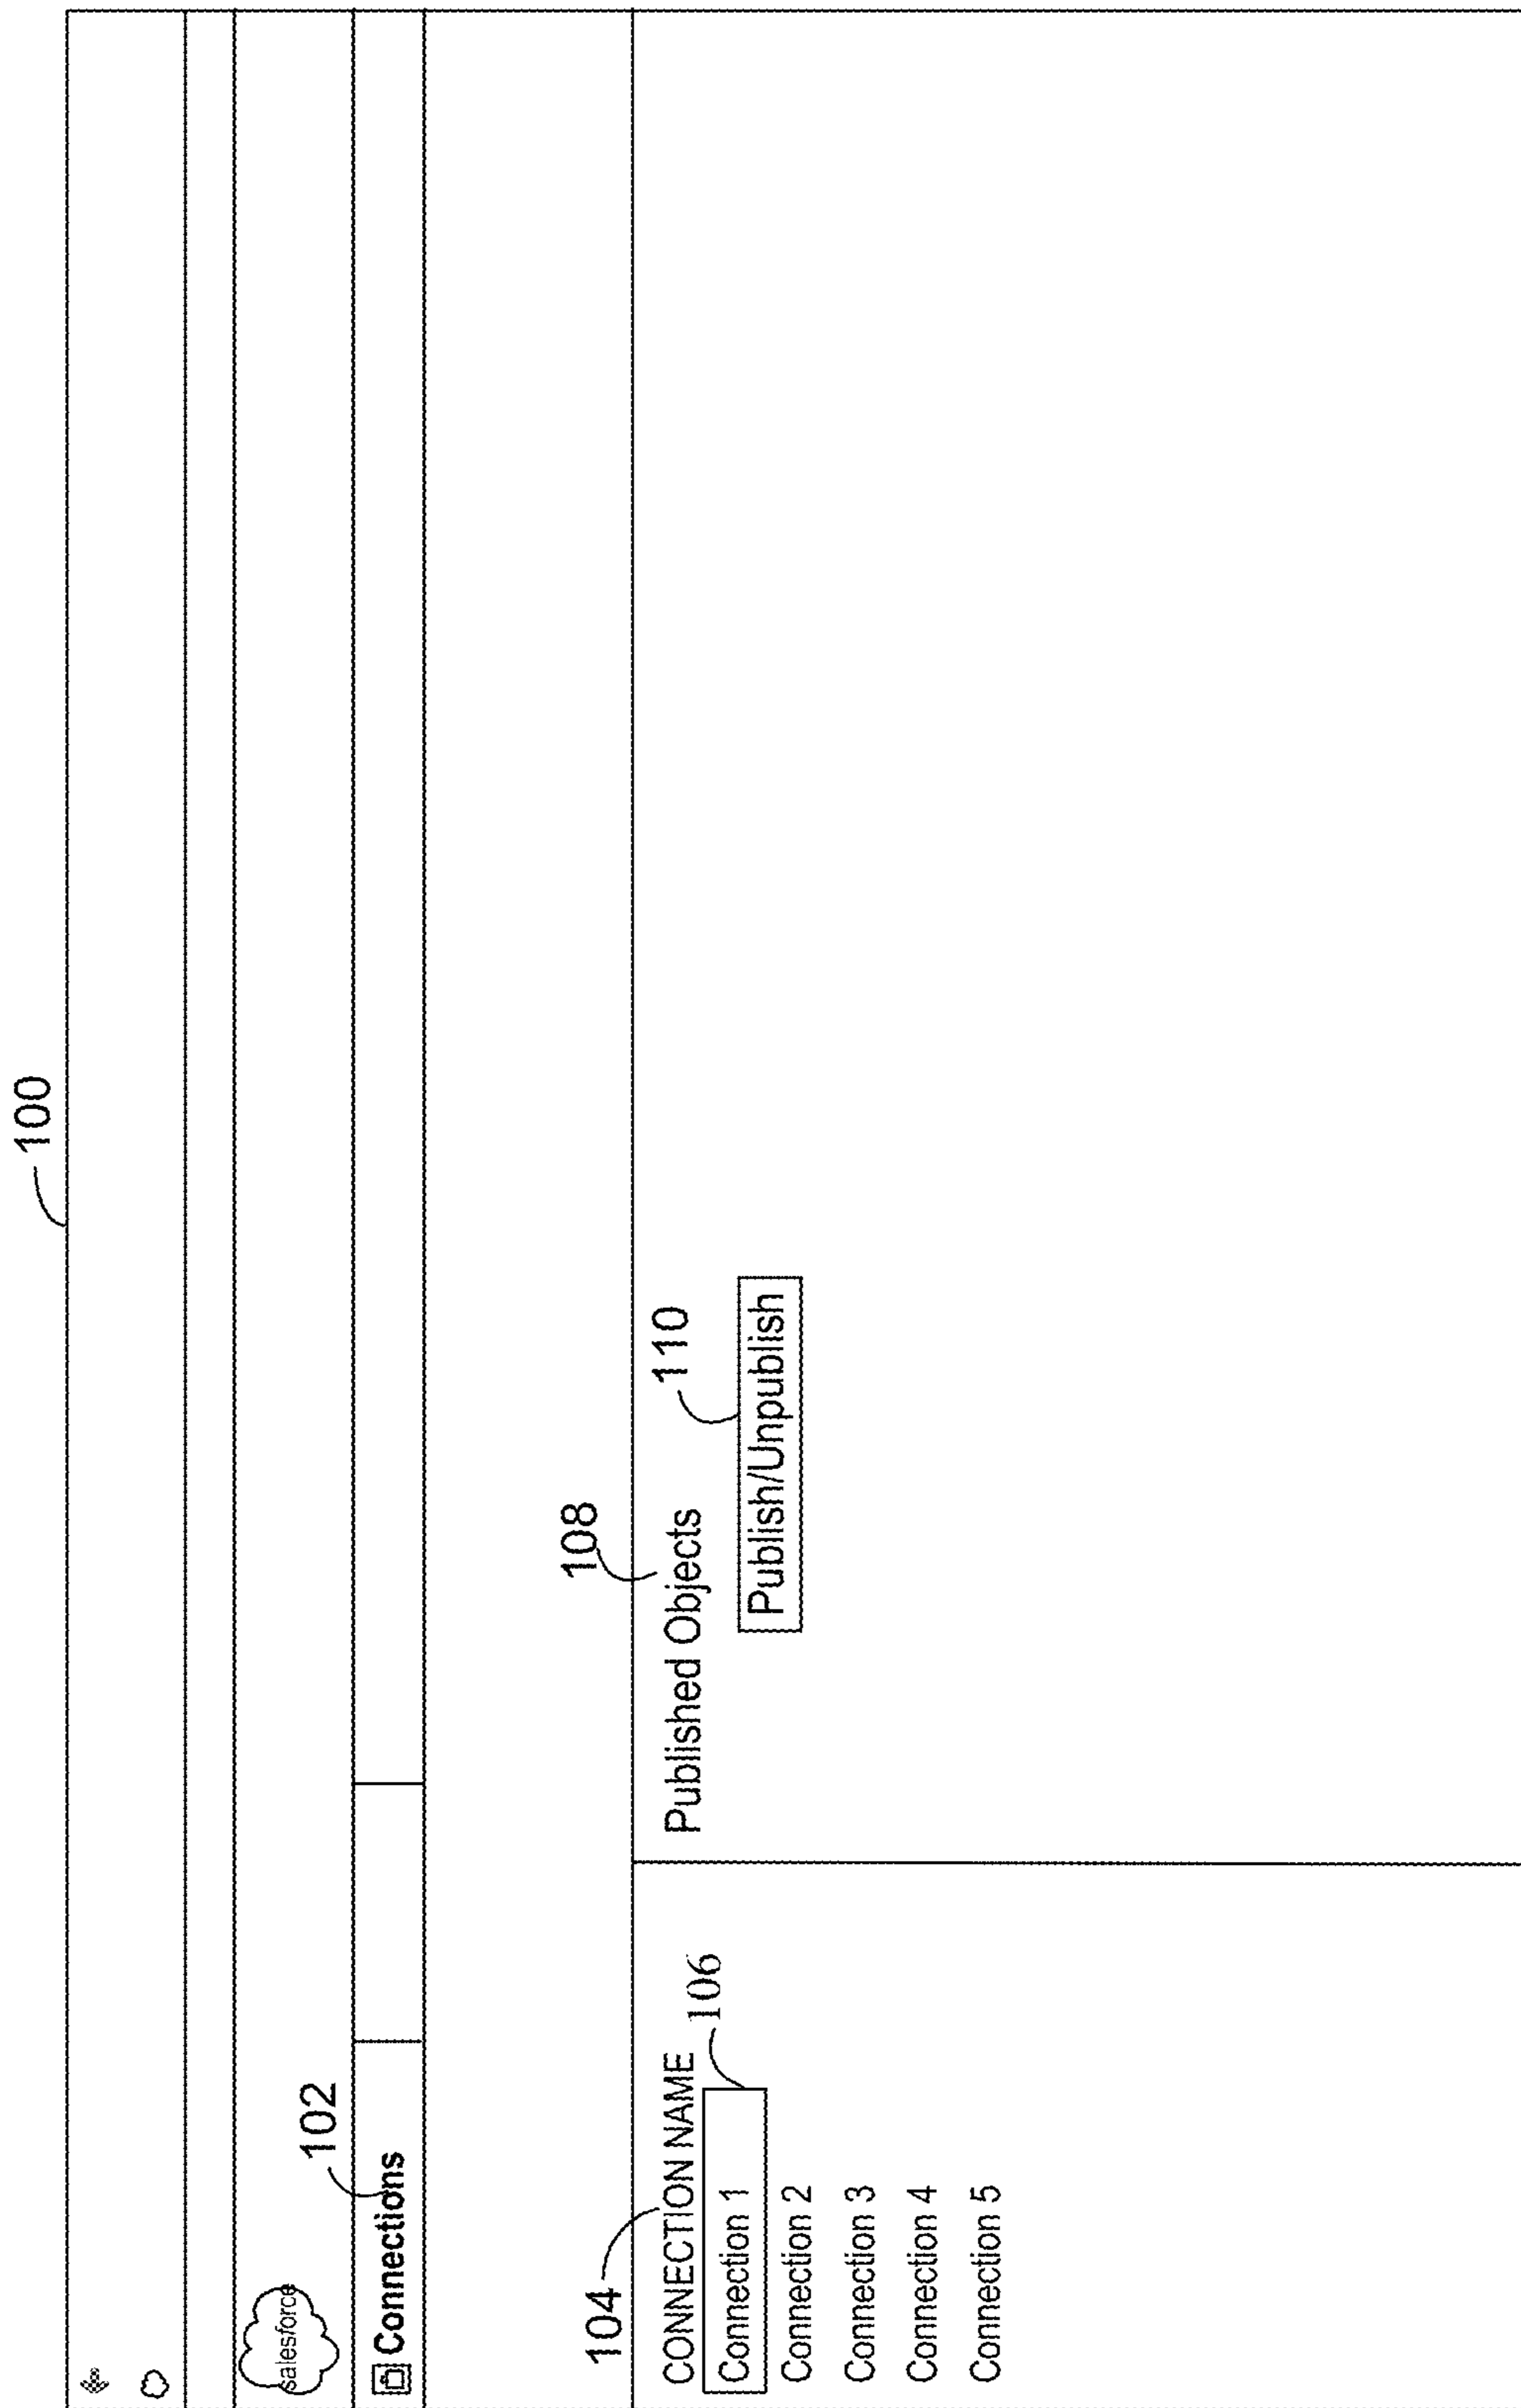 100
salesforce
102
Connections
104
CONNECTION NAME
106
Connection 1
Connection 2
Connection 3
Connection 4
Connection 5
108
Published Objects
110
Publish/Unpublish